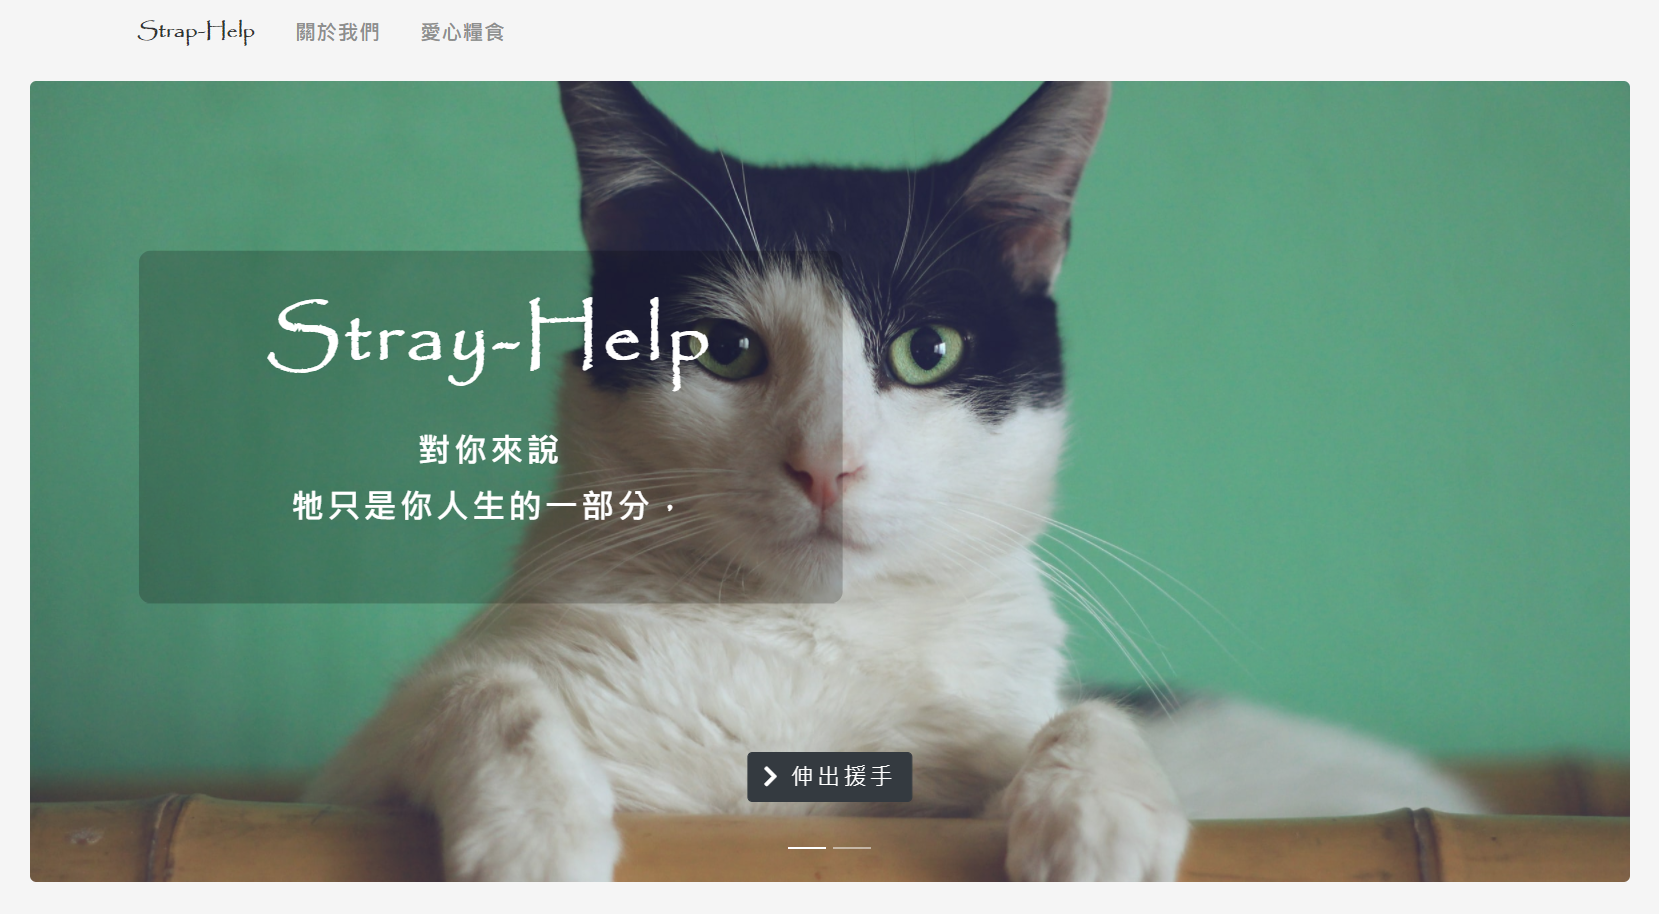 Strap-Help
關於我們
愛心糧食
Stray-Help
對你來說
牠只是你人生的一部分，
伸出援手